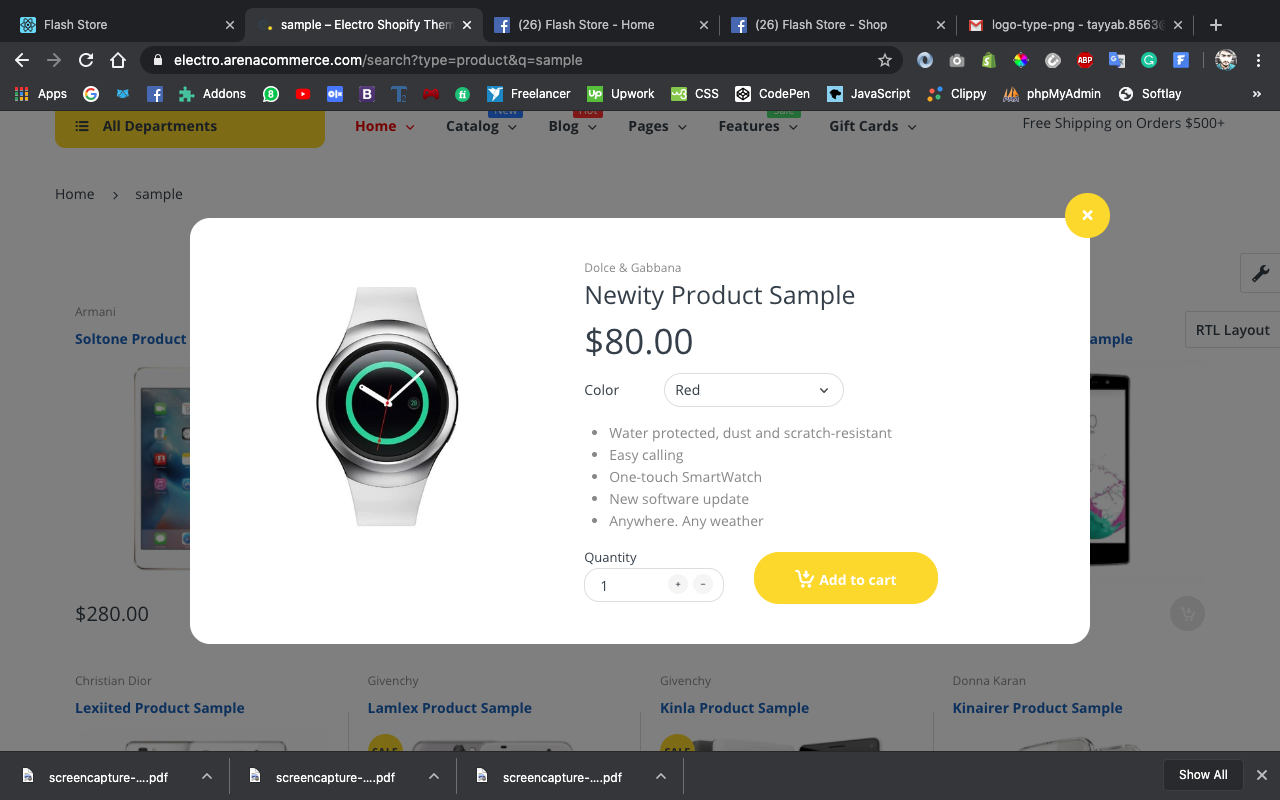 Flash Store
sample – Electro Shopify Them
(26) Flash Store - Home
(26) Flash Store - Shop
logo-type-png - tayyab.8563@
electro.arenacommerce.com/search?type=product&q=sample
ABP
Apps
Addons
Freelancer
Up
Upwork
CSS
CodePen
JavaScript
Clippy
phpMyAdmin
Softlay
»
New
Hot
Sale
All Departments
Home
Catalog
Blog
Pages
Features
Gift Cards
Free Shipping on Orders $500+
Home > sample
Dolce & Gabbana
Newity Product Sample
$80.00
Color
Red
• Water protected, dust and scratch-resistant
• Easy calling
• One-touch SmartWatch
• New software update
• Anywhere. Any weather
Quantity
1
+
−
Add to cart
Armani
Soltone Product
ample
RTL Layout
$280.00
Christian Dior
Lexiited Product Sample
Givenchy
Lamlex Product Sample
Givenchy
Kinla Product Sample
Donna Karan
Kinairer Product Sample
SALE
SALE
screencapture-....pdf
screencapture-....pdf
screencapture-....pdf
Show All